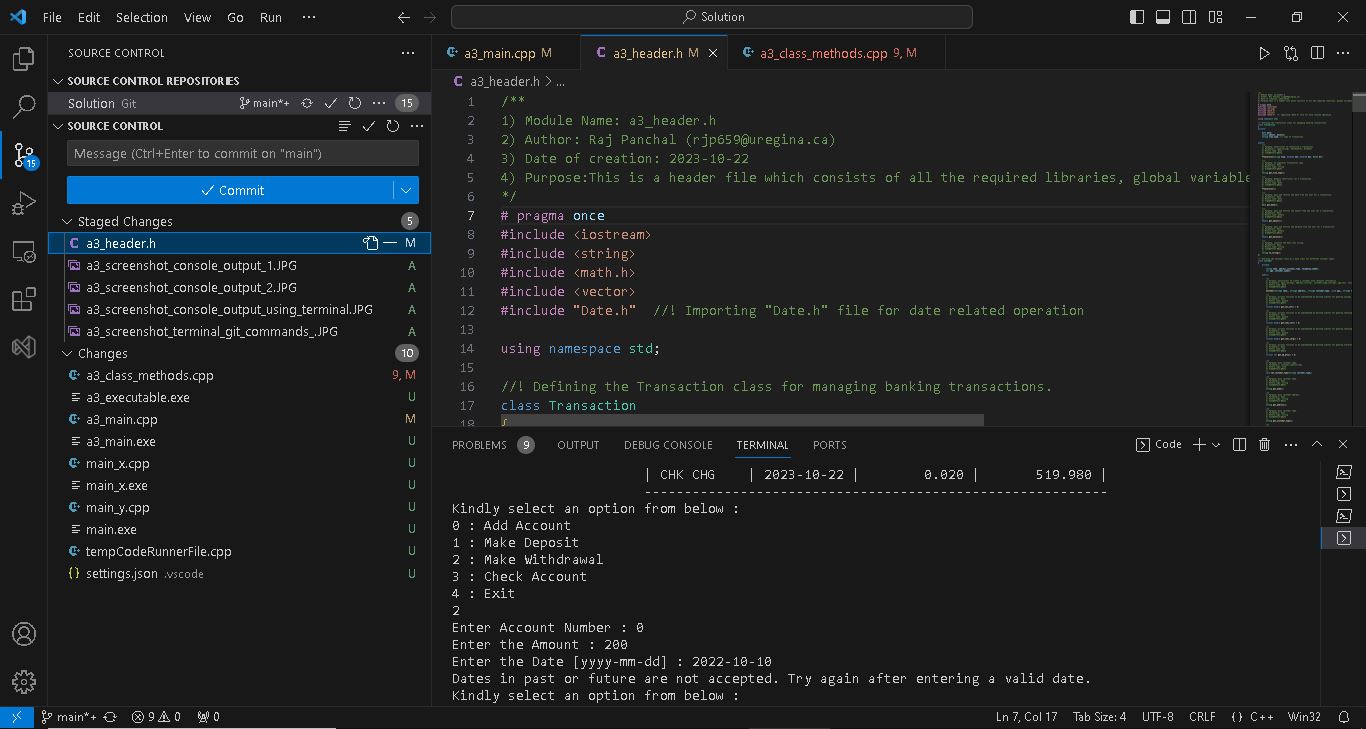 File Edit Selection View Go Run ··· Solution
SOURCE CONTROL ···
SOURCE CONTROL REPOSITORIES
Solution Git main*+ ··· 15
SOURCE CONTROL ···
Message (Ctrl+Enter to commit on "main")
Commit
Staged Changes 5
a3_header.h M
a3_screenshot_console_output_1.JPG A
a3_screenshot_console_output_2.JPG A
a3_screenshot_console_output_using_terminal.JPG A
a3_screenshot_terminal_git_commands_.JPG A
Changes 10
a3_class_methods.cpp 9, M
a3_executable.exe U
a3_main.cpp M
a3_main.exe U
main_x.cpp U
main_x.exe U
main_y.cpp U
main.exe U
tempCodeRunnerFile.cpp U
{} settings.json .vscode U
15
a3_main.cpp M a3_header.h M a3_class_methods.cpp 9, M
C a3_header.h > ...
1 /**
2 1) Module Name: a3_header.h
3 2) Author: Raj Panchal (rjp659@uregina.ca)
4 3) Date of creation: 2023-10-22
5 4) Purpose:This is a header file which consists of all the required libraries, global variable
6 */
7 # pragma once
8 #include <iostream>
9 #include <string>
10 #include <math.h>
11 #include <vector>
12 #include "Date.h" //! Importing "Date.h" file for date related operation
13
14 using namespace std;
15
16 //! Defining the Transaction class for managing banking transactions.
17 class Transaction
18 {
PROBLEMS 9 OUTPUT DEBUG CONSOLE TERMINAL PORTS Code
| CHK CHG | 2023-10-22 | 0.020 | 519.980 |
----------------------------------------------------------
Kindly select an option from below :
0 : Add Account
1 : Make Deposit
2 : Make Withdrawal
3 : Check Account
4 : Exit
2
Enter Account Number : 0
Enter the Amount : 200
Enter the Date [yyyy-mm-dd] : 2022-10-10
Dates in past or future are not accepted. Try again after entering a valid date.
Kindly select an option from below :
main*+ 9 0 0 Ln 7, Col 17 Tab Size: 4 UTF-8 CRLF {} C++ Win32